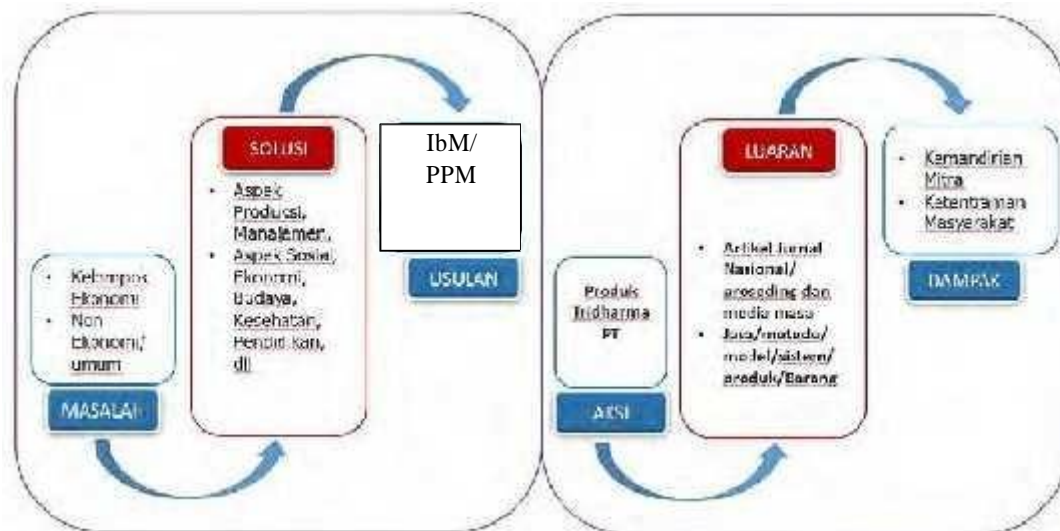 • Kelompok
Ekonomi
• Non
Ekonomi/
umum
MASALAH
SOLUSI
• Aspek
Produksi,
Manajemen,
• Aspek Sosial,
Ekonomi,
Budaya,
Kesehatan,
Pendidikan,
dll
IbM/
PPM
USULAN
Produk
Tridharma
PT
AKSI
LUARAN
• Artikel Jurnal
Nasional/
proseding dan
media masa
• Jasa/metode/
model/sistem/
produk/Barang
• Kemandirian
Mitra
• Ketentraman
Masyarakat
DAMPAK